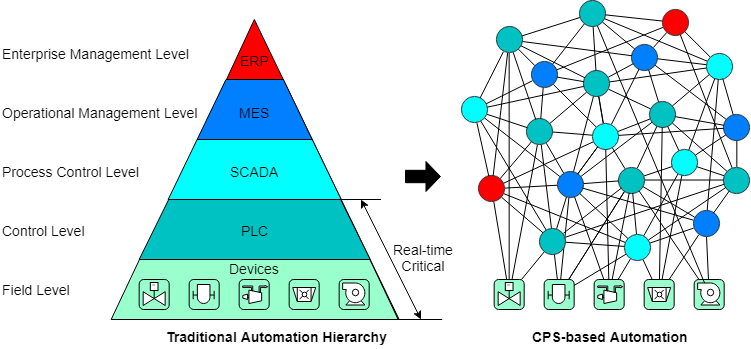 Enterprise Management Level
ERP
Operational Management Level
MES
Process Control Level
SCADA
Control Level
PLC
Real-time
Critical
Devices
Field Level
Traditional Automation Hierarchy
CPS-based Automation